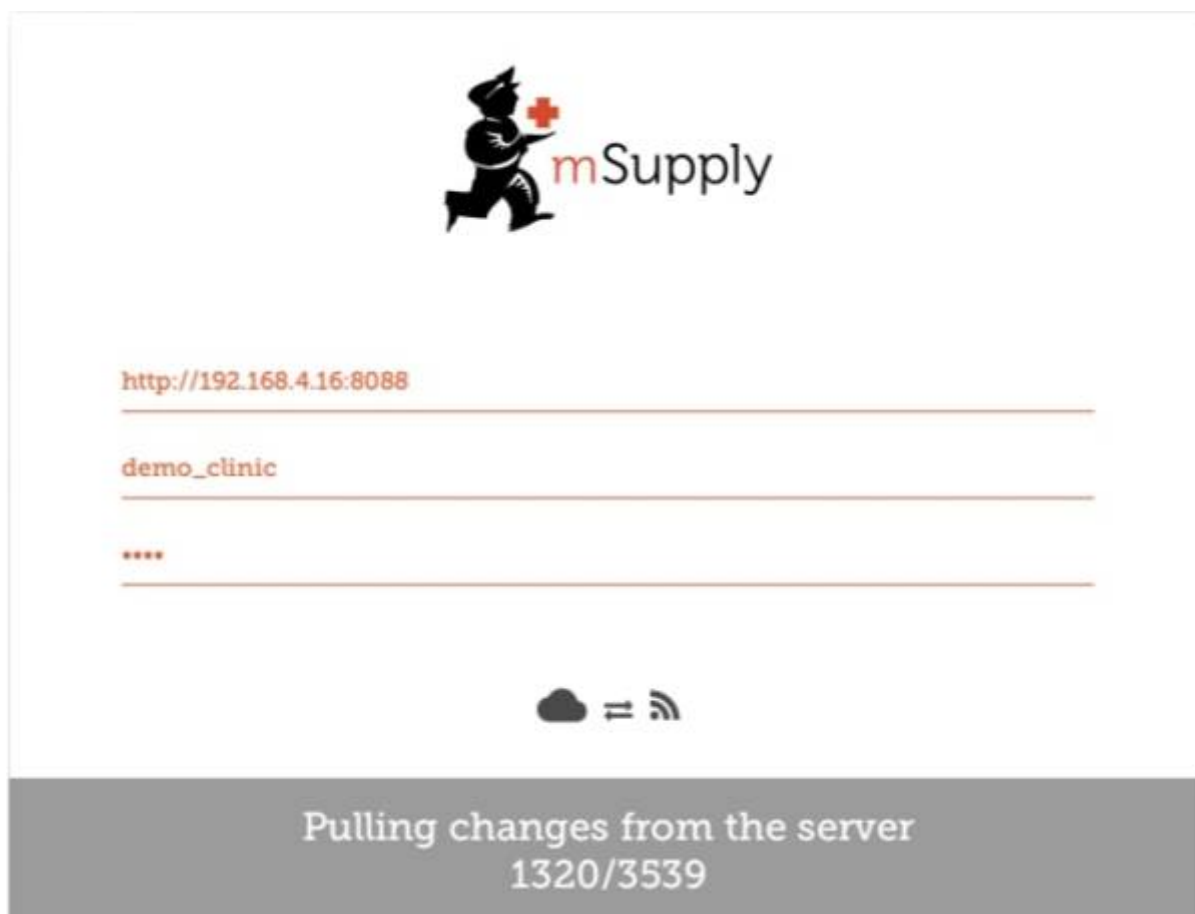 mSupply
http://192.168.4.16:8088
demo_clinic
••••
Pulling changes from the server
1320/3539